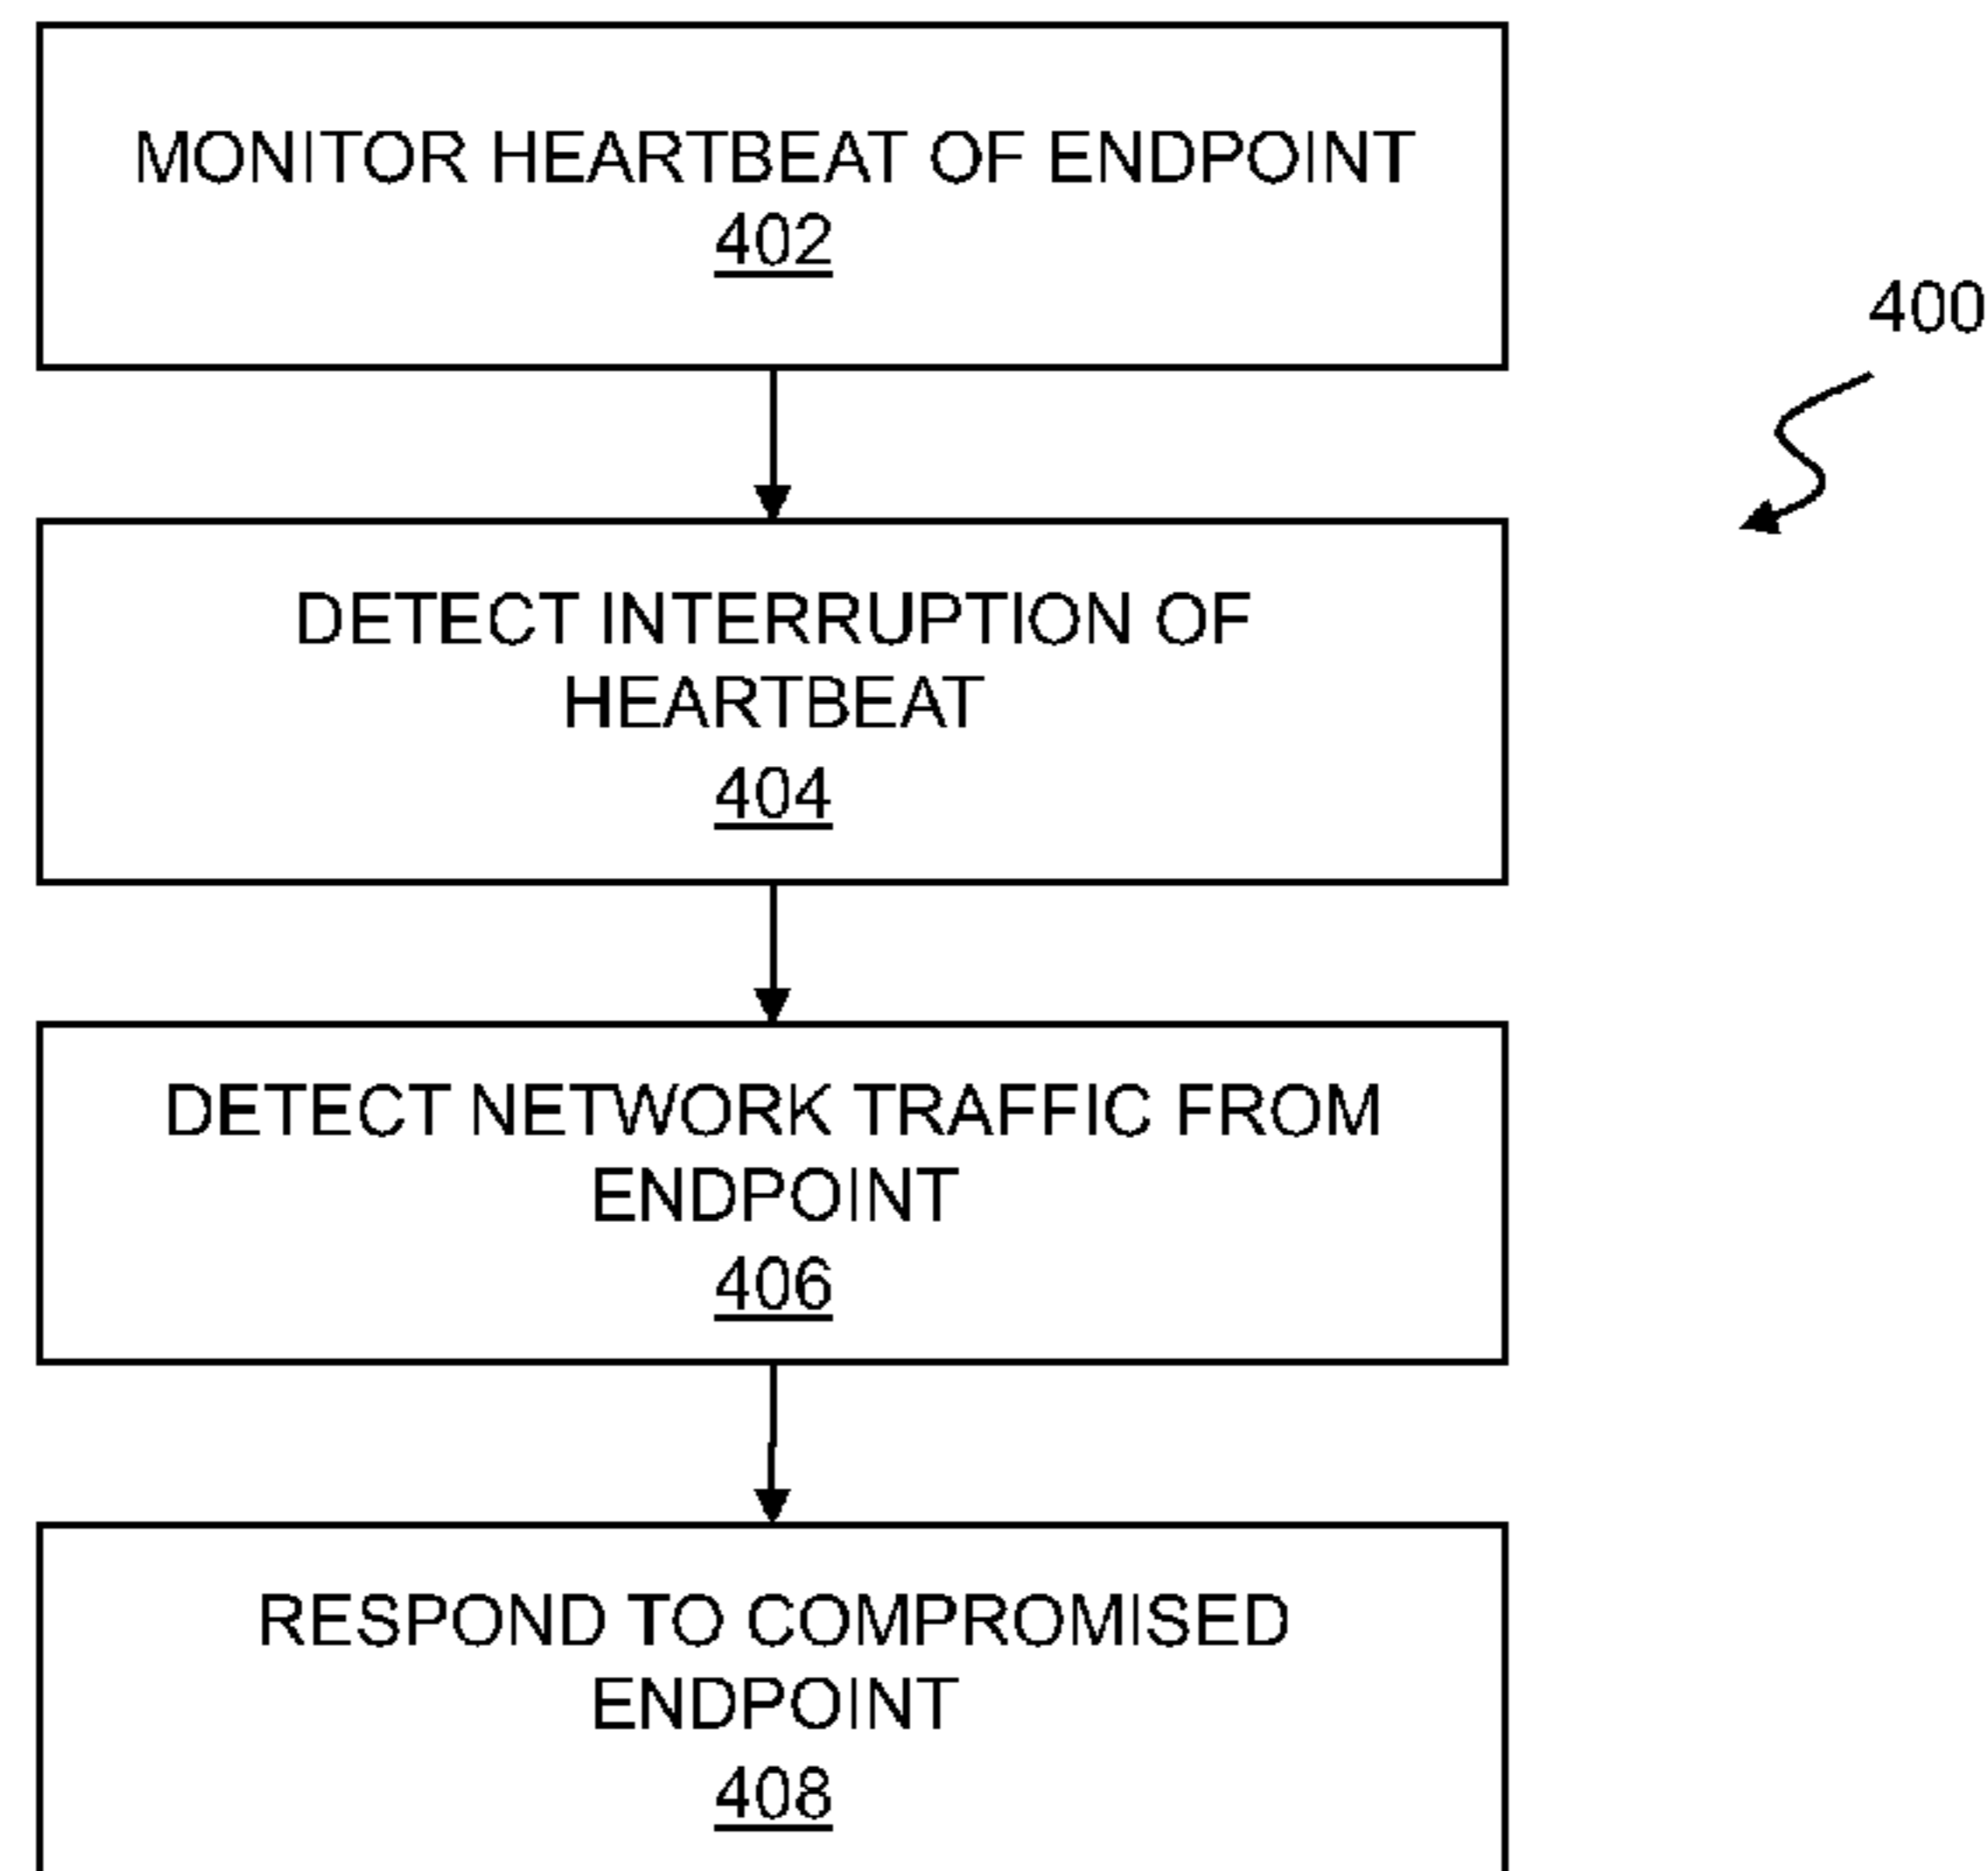 MONITOR HEARTBEAT OF ENDPOINT
402
400
DETECT INTERRUPTION OF
HEARTBEAT
404
DETECT NETWORK TRAFFIC FROM
ENDPOINT
406
RESPOND TO COMPROMISED
ENDPOINT
408